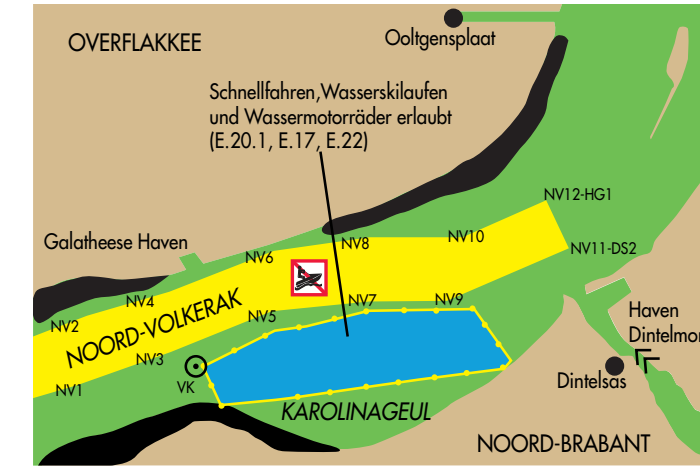 OVERFLAKKEE
Ooltgensplaat
Schnellfahren,Wasserskilaufen
und Wassermotorräder erlaubt
(E.20.1, E.17, E.22)
NV12-HG1
Galatheese Haven
NV6
NV8
NV10
NV11-DS2
NV2
NV4
NOORD-VOLKERAK
NV5
NV7
NV9
NV1
NV3
VK
Haven
Dintelmon
Dintelsas
KAROLINAGEUL
NOORD-BRABANT